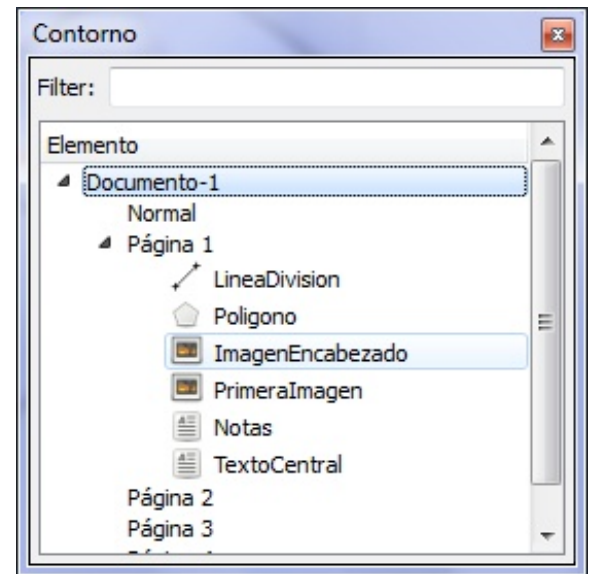 Contorno
Filter:
Elemento
Documento-1
Normal
Página 1
LineaDivision
Poligono
ImagenEncabezado
PrimeraImagen
Notas
TextoCentral
Página 2
Página 3